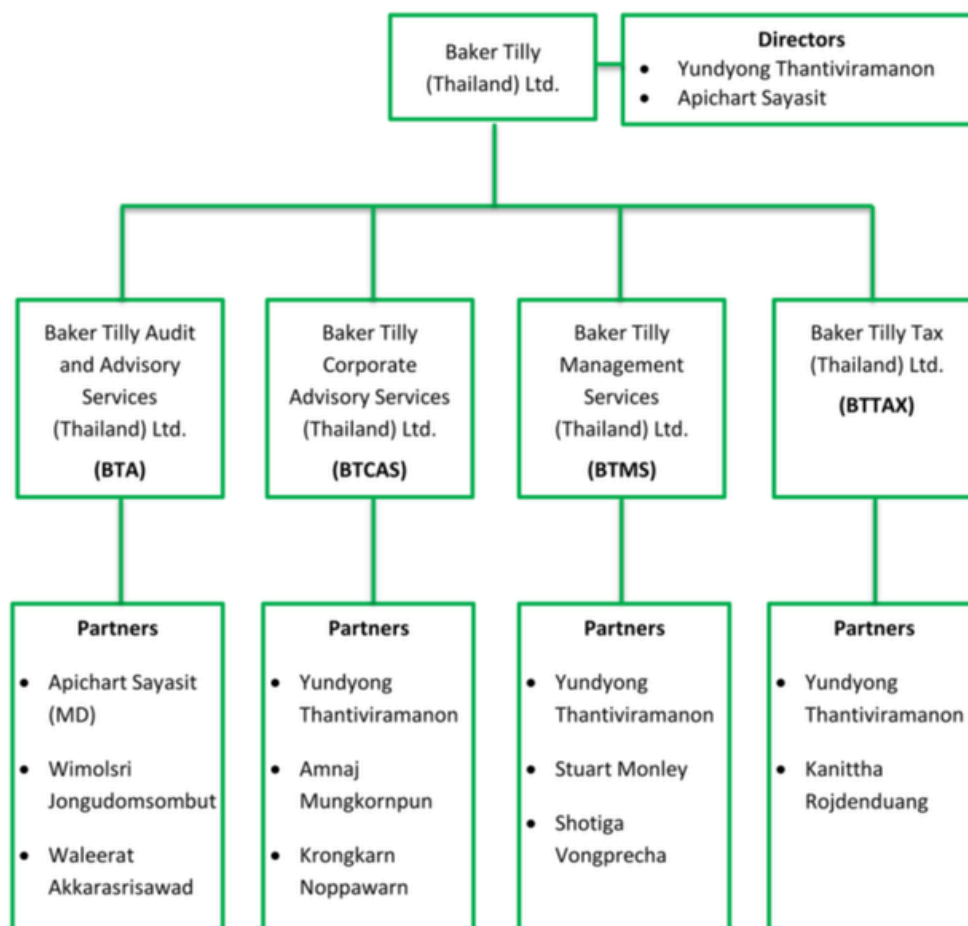 Baker Tilly
(Thailand) Ltd.
Directors
• Yundyong Thantiviramanon
• Apichart Sayasit
Baker Tilly Audit
and Advisory
Services
(Thailand) Ltd.
(BTA)
Baker Tilly
Corporate
Advisory Services
(Thailand) Ltd.
(BTCAS)
Baker Tilly
Management
Services
(Thailand) Ltd.
(BTMS)
Baker Tilly Tax
(Thailand) Ltd.
(BTTAX)
Partners
• Apichart Sayasit
(MD)
• Wimolsri
Jongudomsombut
• Waleerat
Akkarasrisawad
Partners
• Yundyong
Thantiviramanon
• Amnaj
Mungkornpun
• Krongkarn
Noppawarn
Partners
• Yundyong
Thantiviramanon
• Stuart Monley
• Shotiga
Vongprecha
Partners
• Yundyong
Thantiviramanon
• Kanittha
Rojdenduang